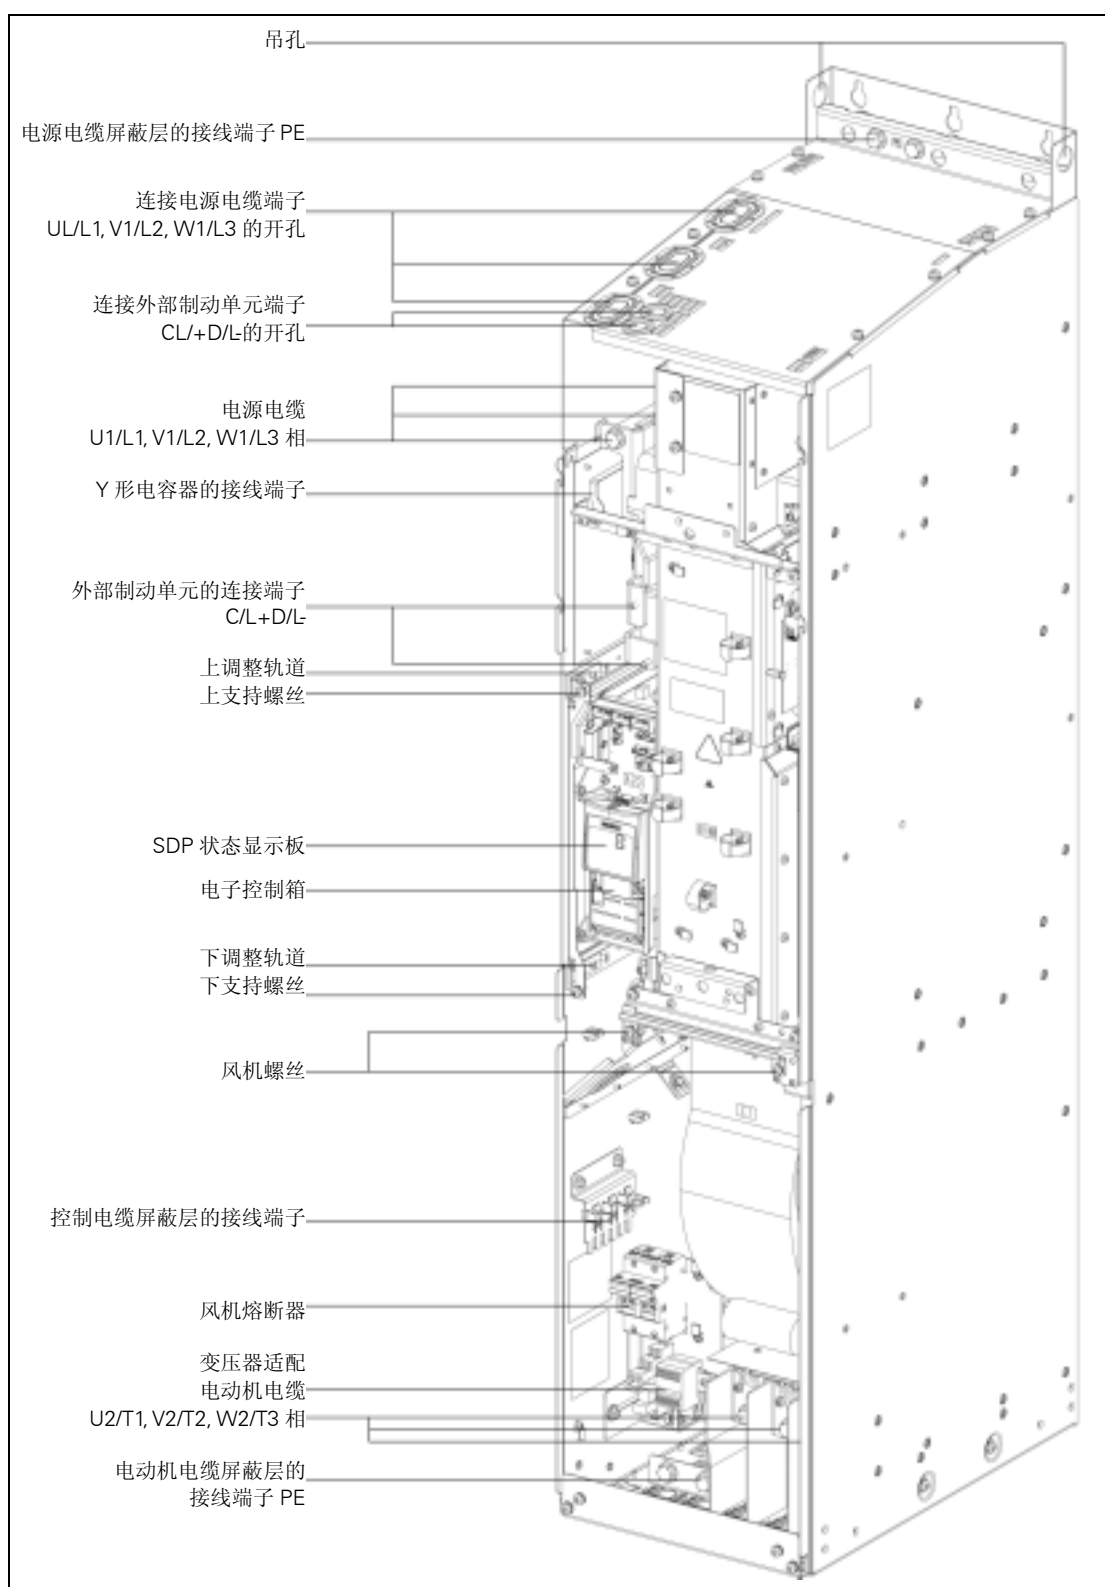 吊孔
电源电缆屏蔽层的接线端子 PE
连接电源电缆端子
UL/L1, V1/L2, W1/L3 的开孔
连接外部制动单元端子
CL/+D/L-的开孔
电源电缆
U1/L1, V1/L2, W1/L3 相
Y 形电容器的接线端子
外部制动单元的连接端子
C/L+D/L-
上调整轨道
上支持螺丝
SDP 状态显示板
电子控制箱
下调整轨道
下支持螺丝
风机螺丝
控制电缆屏蔽层的接线端子
风机熔断器
变压器适配
电动机电缆
U2/T1, V2/T2, W2/T3 相
电动机电缆屏蔽层的
接线端子 PE